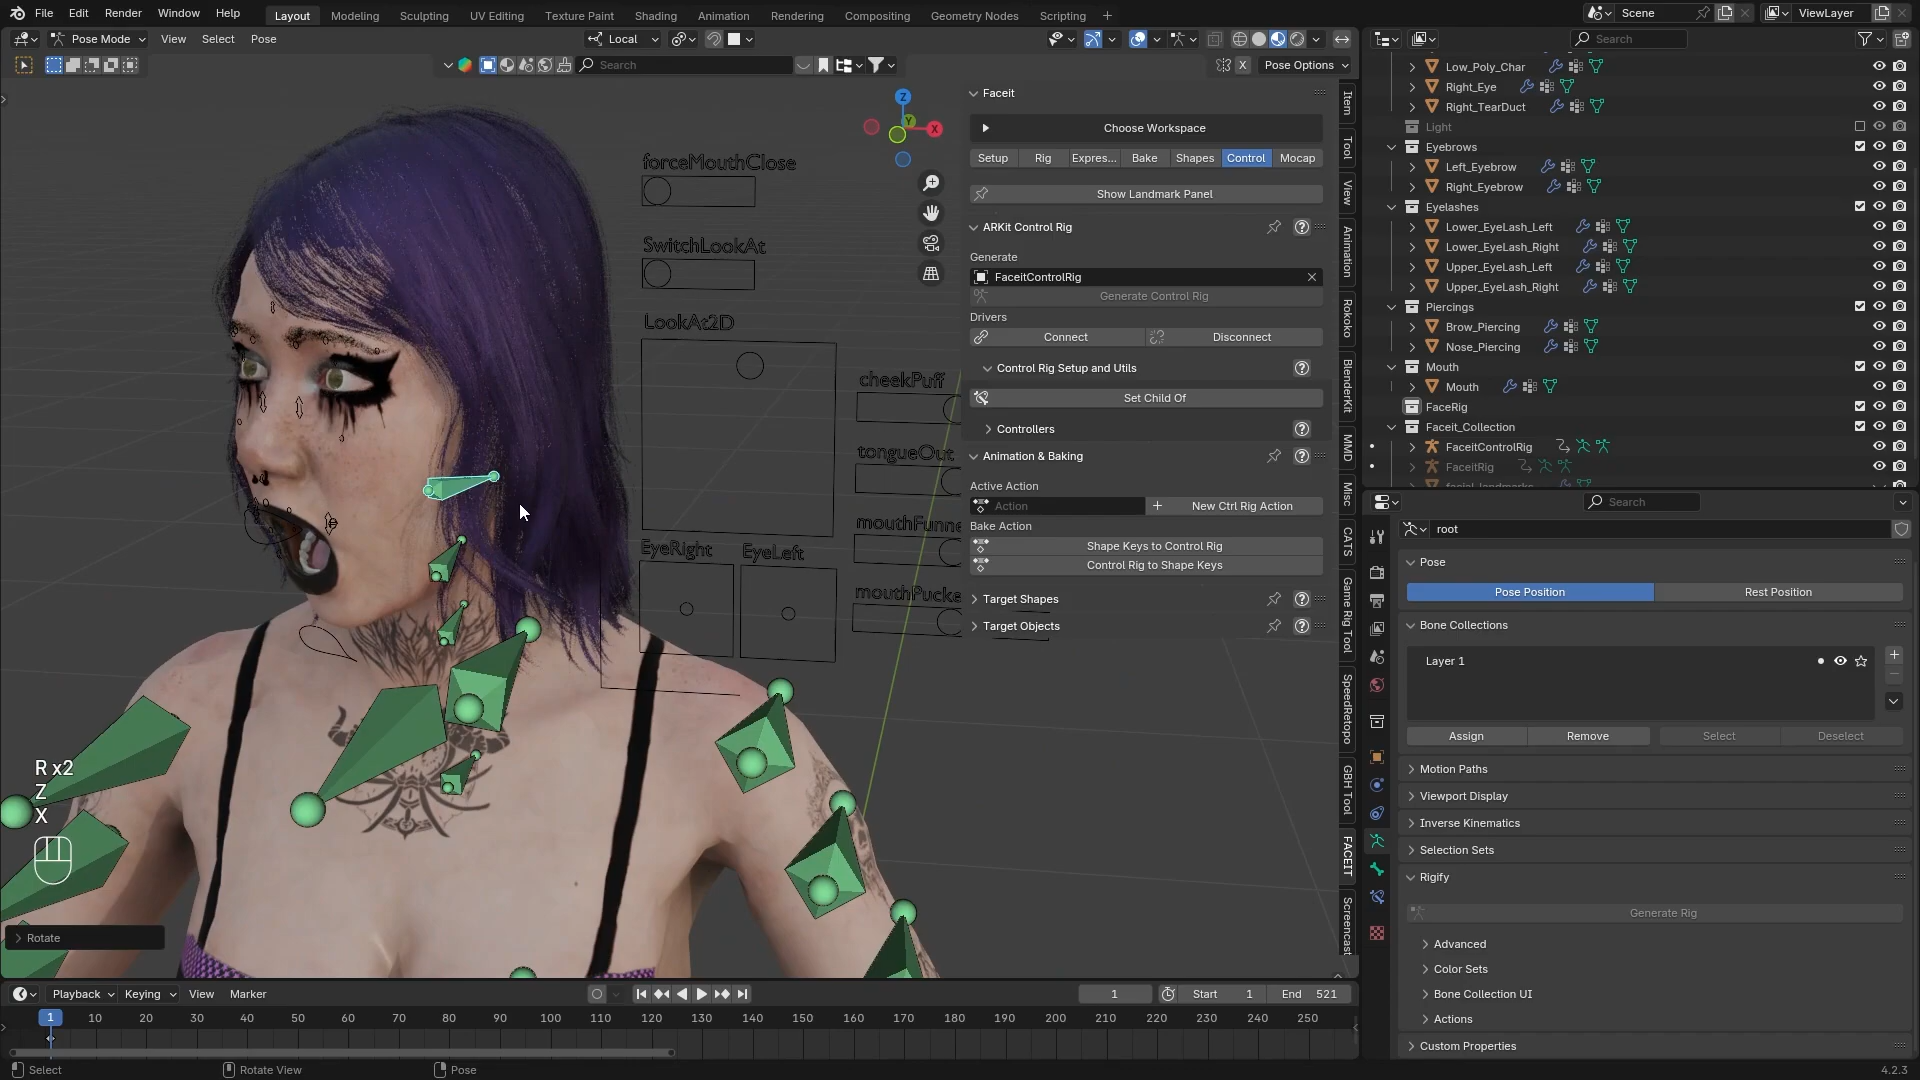 File Edit Render Window Help
Layout Modeling Sculpting UV Editing Texture Paint Shading Animation Rendering Compositing Geometry Nodes Scripting +
Scene
ViewLayer
Pose Mode View Select Pose
Local
Search
Search
X Pose Options
Z
Y
X
forceMouthClose
SwitchLookAt
LookAt2D
cheekPuff
tongueOut
mouthFunne
EyeRight EyeLeft
mouthPucke
Faceit
Choose Workspace
Setup Rig Expres... Bake Shapes Control Mocap
Show Landmark Panel
ARKit Control Rig
Generate
FaceitControlRig
Generate Control Rig
Drivers
Connect Disconnect
Control Rig Setup and Utils
Set Child Of
Controllers
Animation & Baking
Active Action
Action + New Ctrl Rig Action
Bake Action
Shape Keys to Control Rig
Control Rig to Shape Keys
Target Shapes
Target Objects
Item
Tool
View
Animation
Rokoko
BlenderKit
MMD
Misc
CATS
Game Rig Tool
SpeedRetopo
GBH Tool
FACEIT
Screencast
Low_Poly_Char
Right_Eye
Right_TearDuct
Light
Eyebrows
Left_Eyebrow
Right_Eyebrow
Eyelashes
Lower_EyeLash_Left
Lower_EyeLash_Right
Upper_EyeLash_Left
Upper_EyeLash_Right
Piercings
Brow_Piercing
Nose_Piercing
Mouth
Mouth
FaceRig
Faceit_Collection
FaceitControlRig
FaceitRig
facial_landmarks
Search
root
Pose
Pose Position Rest Position
Bone Collections
Layer 1
Assign Remove Select Deselect
Motion Paths
Viewport Display
Inverse Kinematics
Selection Sets
Rigify
Generate Rig
Advanced
Color Sets
Bone Collection UI
Actions
Custom Properties
R x2
Z
X
Rotate
Playback Keying View Marker
1 Start 1 End 521
1 10 20 30 40 50 60 70 80 90 100 110 120 130 140 150 160 170 180 190 200 210 220 230 240 250
Select Rotate View Pose
4.2.3